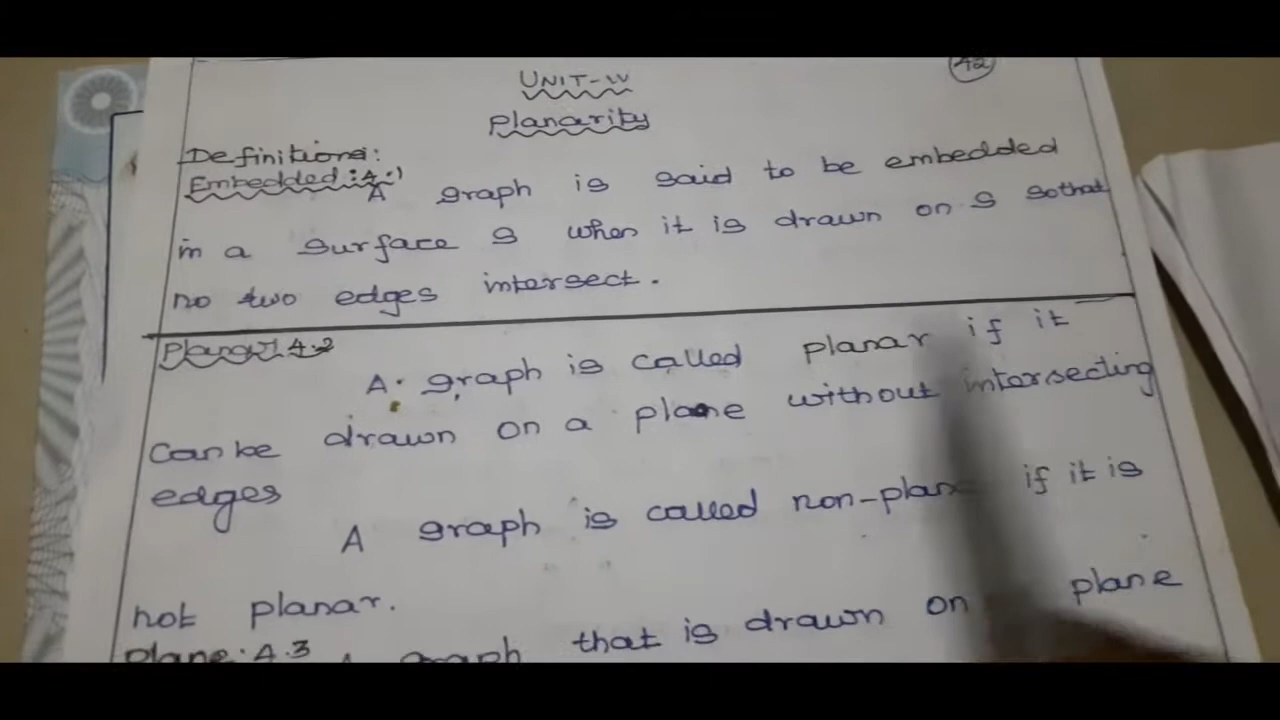 42
UNIT-IV
Planarity
Definitions:
Embedded: 4.1
A graph is said to be embedded
in a surface S when it is drawn on S so that
no two edges intersect.
Planar: 4.2
A graph is called planar if it
can be drawn on a plane without intersecting
edges
A graph is called non-plan if it is
not planar.
Plane: 4.3
A graph that is drawn on plane